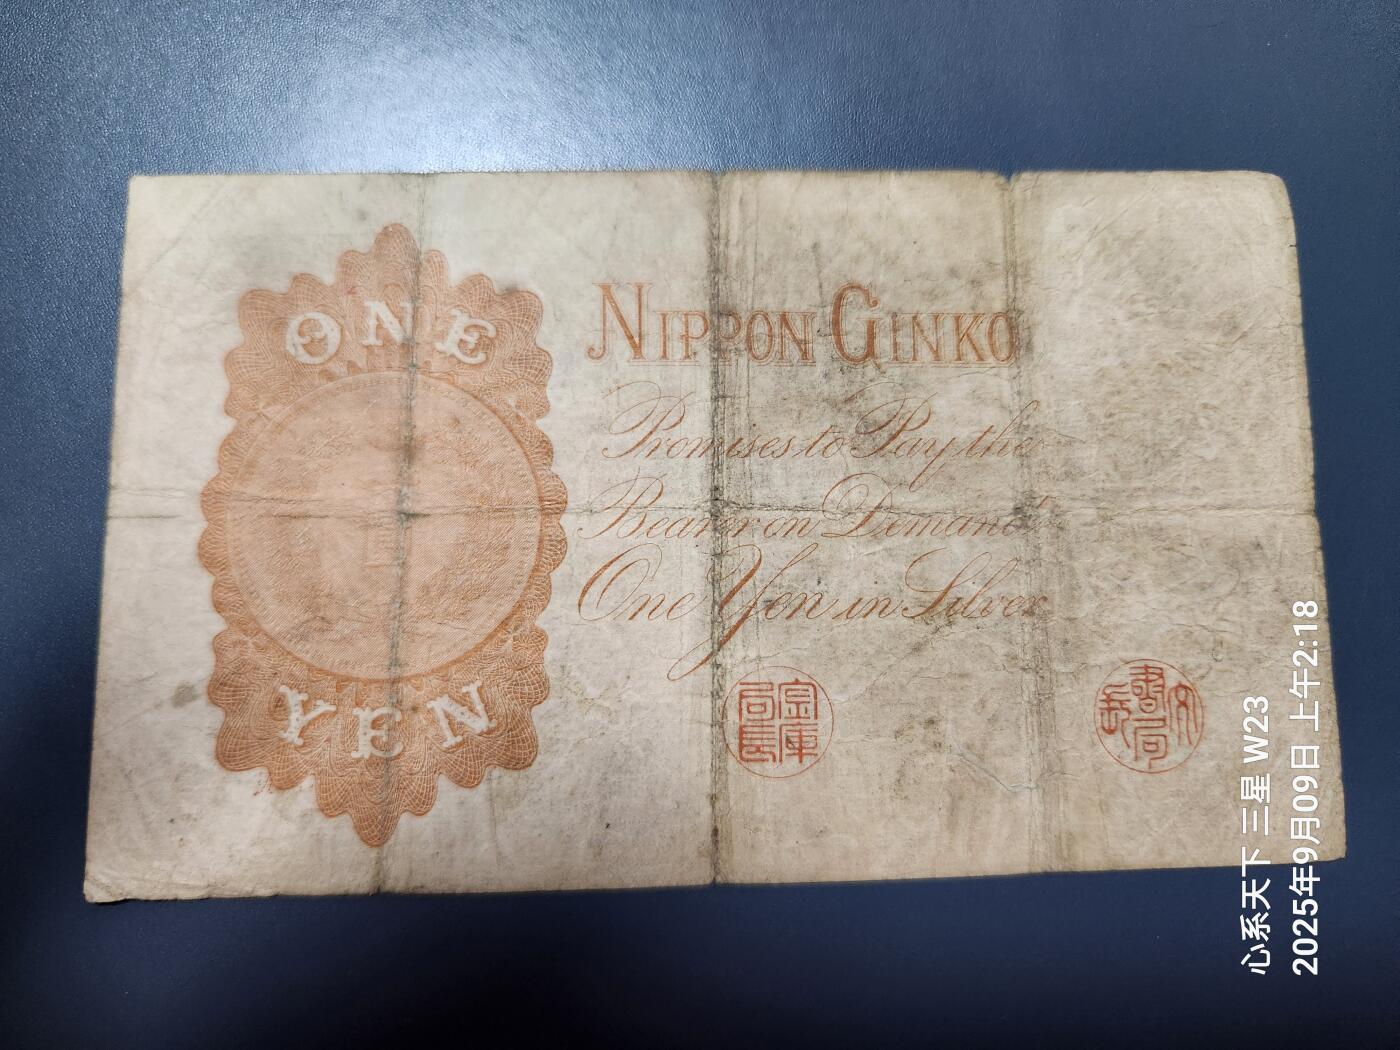 ONE
YEN
NIPPON GINKO
Promises to Pay the
Bearer on Demand
One Yen in Silver
金庫
局長
文書局長
心系天下 三星 W23
2025年9月09日 上午2:18